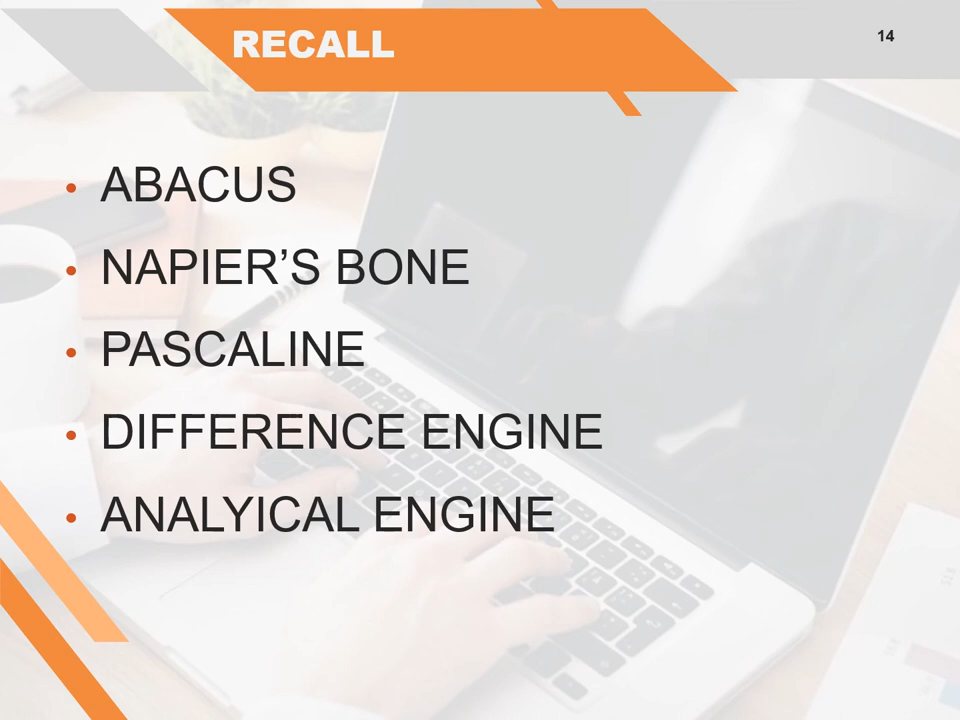 RECALL
14
• ABACUS
• NAPIER’S BONE
• PASCALINE
• DIFFERENCE ENGINE
• ANALYICAL ENGINE